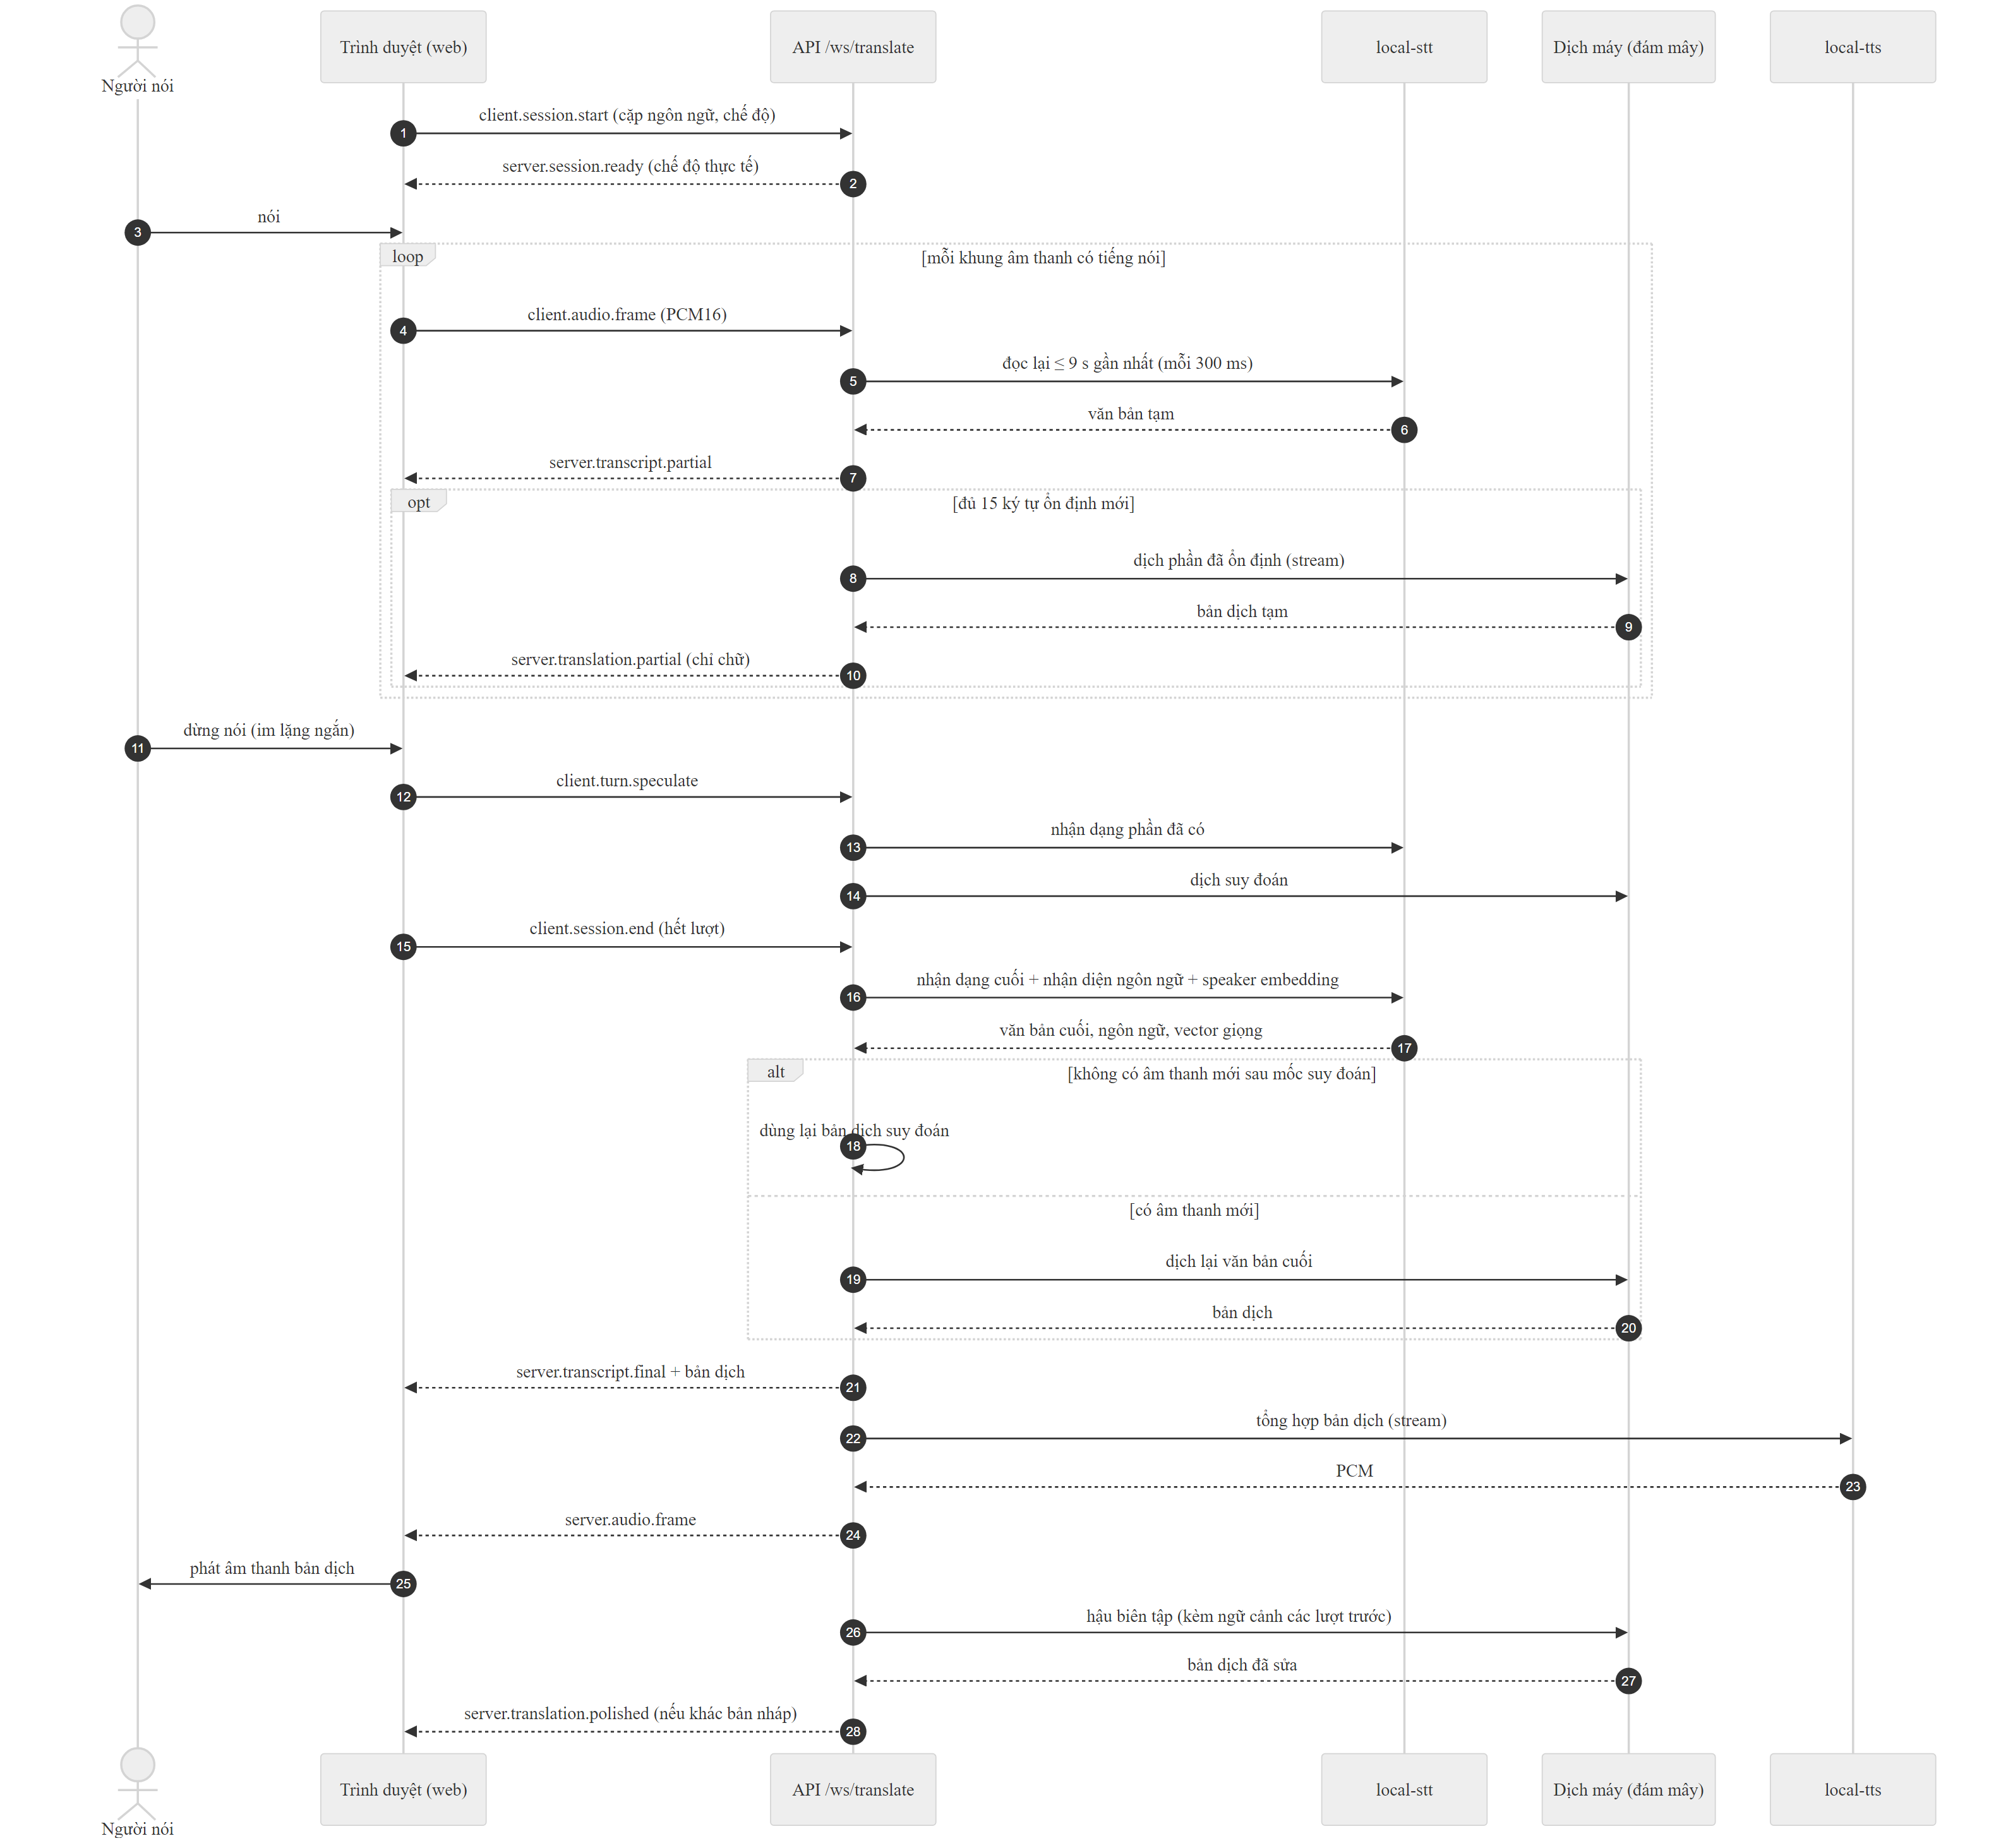 Người nói
Trình duyệt (web)
API /ws/translate
local-stt
Dịch máy (đám mây)
local-tts
client.session.start (cặp ngôn ngữ, chế độ)
1
server.session.ready (chế độ thực tế)
2
nói
3
loop
[mỗi khung âm thanh có tiếng nói]
client.audio.frame (PCM16)
4
đọc lại ≤ 9 s gần nhất (mỗi 300 ms)
5
văn bản tạm
6
server.transcript.partial
7
opt
[đủ 15 ký tự ổn định mới]
dịch phần đã ổn định (stream)
8
bản dịch tạm
9
server.translation.partial (chỉ chữ)
10
dừng nói (im lặng ngắn)
11
client.turn.speculate
12
nhận dạng phần đã có
13
dịch suy đoán
14
client.session.end (hết lượt)
15
nhận dạng cuối + nhận diện ngôn ngữ + speaker embedding
16
văn bản cuối, ngôn ngữ, vector giọng
17
alt
[không có âm thanh mới sau mốc suy đoán]
dùng lại bản dịch suy đoán
18
[có âm thanh mới]
dịch lại văn bản cuối
19
bản dịch
20
server.transcript.final + bản dịch
21
tổng hợp bản dịch (stream)
22
PCM
23
server.audio.frame
24
phát âm thanh bản dịch
25
hậu biên tập (kèm ngữ cảnh các lượt trước)
26
bản dịch đã sửa
27
server.translation.polished (nếu khác bản nháp)
28
Người nói
Trình duyệt (web)
API /ws/translate
local-stt
Dịch máy (đám mây)
local-tts